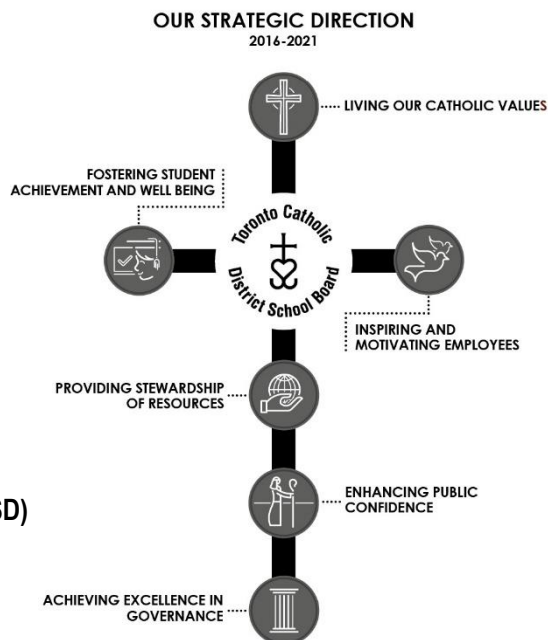 OUR STRATEGIC DIRECTION
2016-2021
LIVING OUR CATHOLIC VALUES
FOSTERING STUDENT
ACHIEVEMENT AND WELL BEING
Toronto Catholic
District School Board
INSPIRING AND
MOTIVATING EMPLOYEES
PROVIDING STEWARDSHIP
OF RESOURCES
SD)
ENHANCING PUBLIC
CONFIDENCE
ACHIEVING EXCELLENCE IN
GOVERNANCE